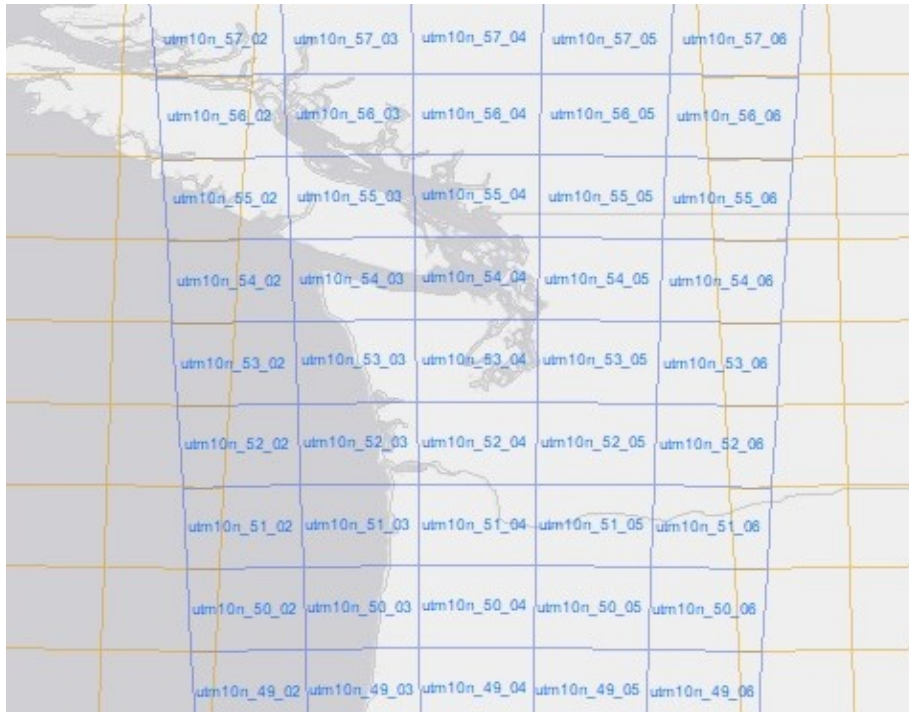 utm10n_57_02 utm10n_57_03 utm10n_57_04 utm10n_57_05 utm10n_57_06
utm10n_56_02 utm10n_56_03 utm10n_56_04 utm10n_56_05 utm10n_56_06
utm10n_55_02 utm10n_55_03 utm10n_55_04 utm10n_55_05 utm10n_55_06
utm10n_54_02 utm10n_54_03 utm10n_54_04 utm10n_54_05 utm10n_54_06
utm10n_53_02 utm10n_53_03 utm10n_53_04 utm10n_53_05 utm10n_53_06
utm10n_52_02 utm10n_52_03 utm10n_52_04 utm10n_52_05 utm10n_52_06
utm10n_51_02 utm10n_51_03 utm10n_51_04 utm10n_51_05 utm10n_51_06
utm10n_50_02 utm10n_50_03 utm10n_50_04 utm10n_50_05 utm10n_50_06
utm10n_49_02 utm10n_49_03 utm10n_49_04 utm10n_49_05 utm10n_49_06